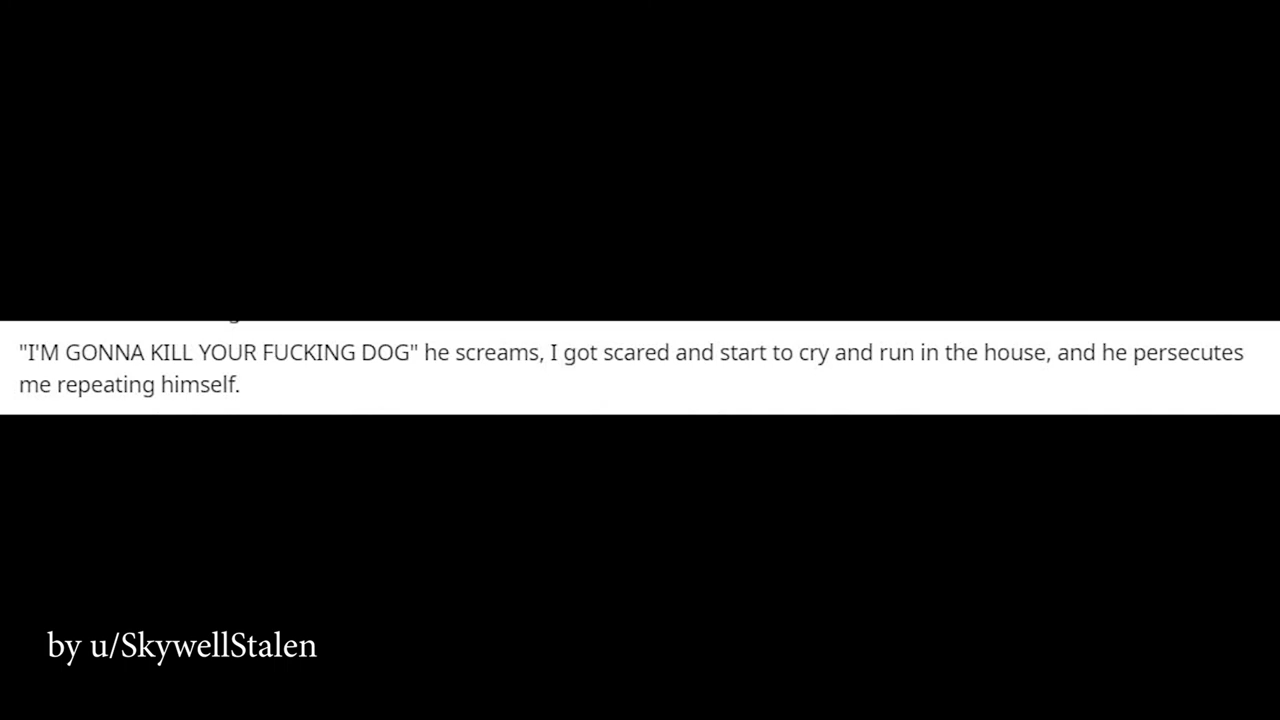 "I'M GONNA KILL YOUR FUCKING DOG" he screams, I got scared and start to cry and run in the house, and he persecutes
me repeating himself.
by u/SkywellStalen